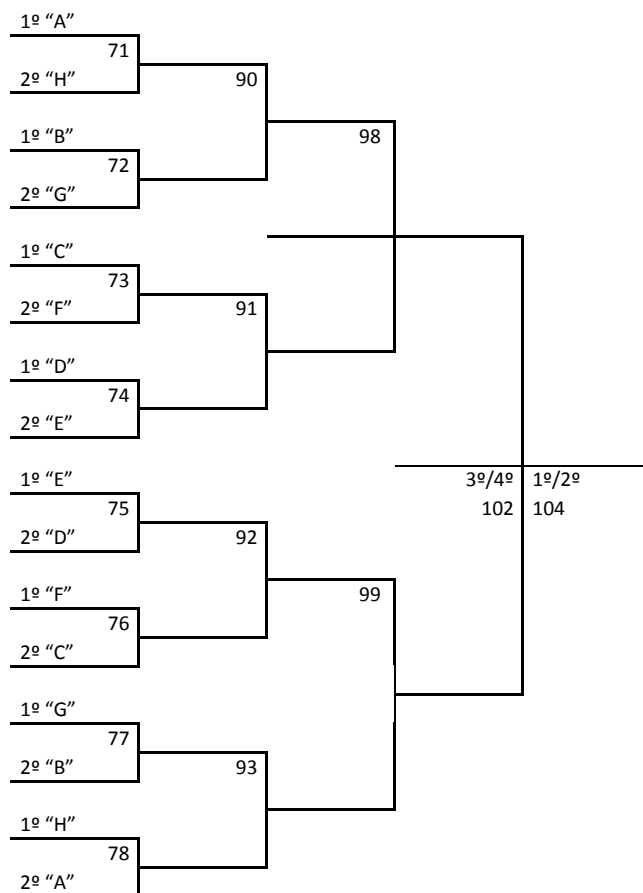 1º “A”
71
2º “H”
90
1º “B”
98
72
2º “G”
1º “C”
73
2º “F”
91
1º “D”
74
2º “E”
3º/4º 1º/2º
1º “E”
75
102 104
2º “D”
92
1º “F”
99
76
2º “C”
1º “G”
77
2º “B”
93
1º “H”
78
2º “A”